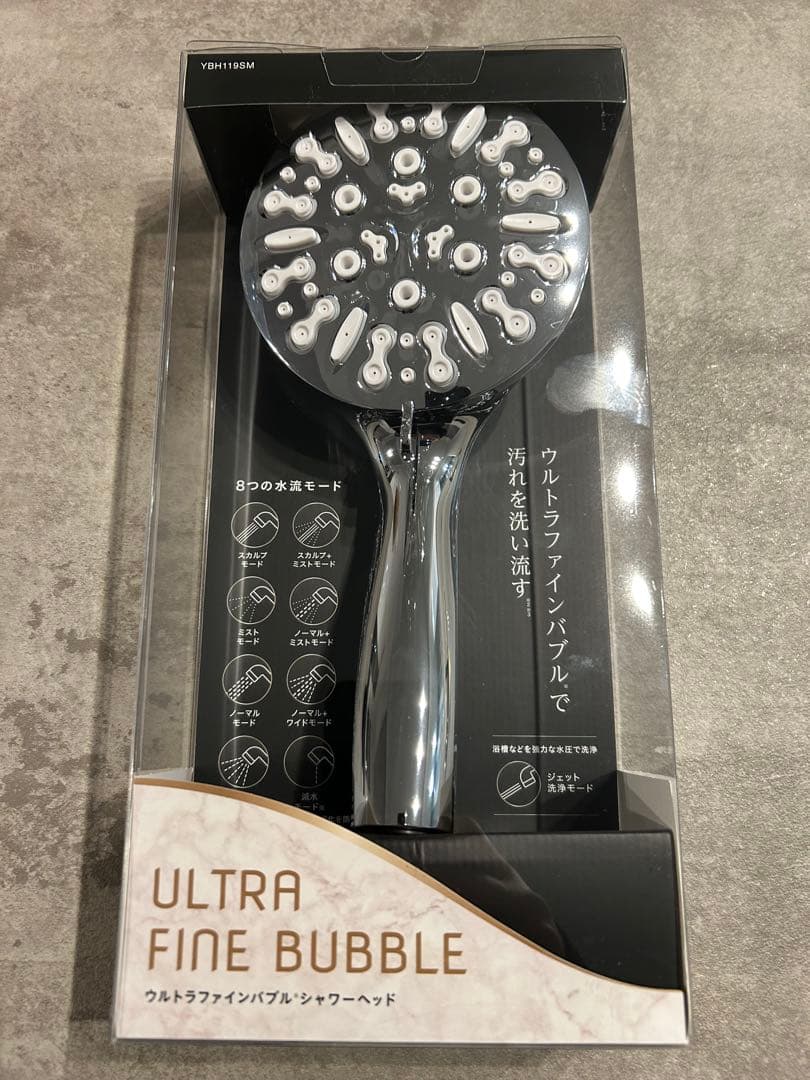 YBH119SM
ウルトラファインバブル®で
汚れを洗い流す
8つの水流モード
スカルプ
モード
スカルプ+
ミストモード
ミスト
モード
ノーマル+
ミストモード
ノーマル
モード
ノーマル+
ワイドモード
減水
モード
浴槽などを強力な水圧で洗浄
ジェット
洗浄モード
ULTRA
FINE BUBBLE
ウルトラファインバブル®シャワーヘッド